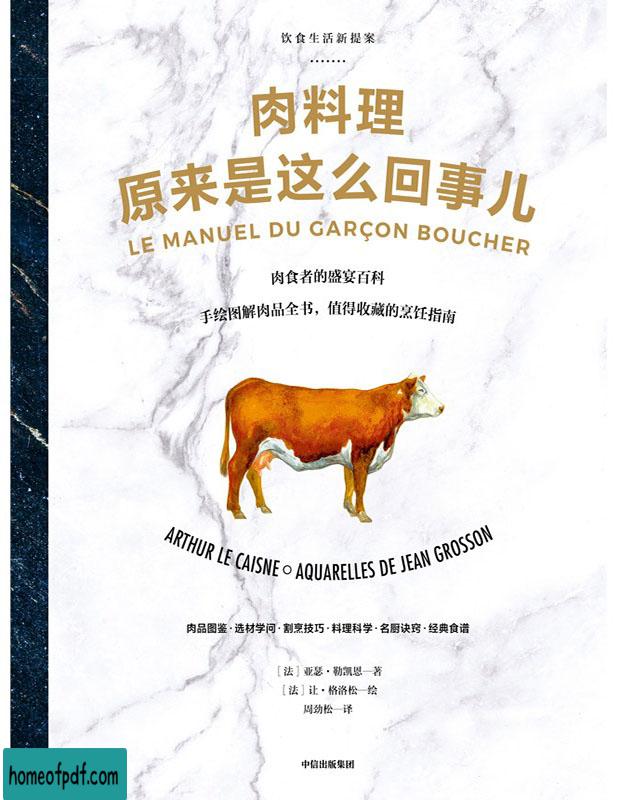 饮食生活新提案
肉料理
原来是这么回事儿
LE MANUEL DU GARÇON BOUCHER
肉食者的盛宴百科
手绘图解肉品全书，值得收藏的烹饪指南
ARTHUR LE CAISNE ○ AQUARELLES DE JEAN GROSSON
肉品图鉴·选材学问·割烹技巧·料理科学·名厨诀窍·经典食谱
［法］亚瑟·勒凯恩—著
［法］让·格洛松—绘
周劲松—译
中信出版集团
homeofpdf.com